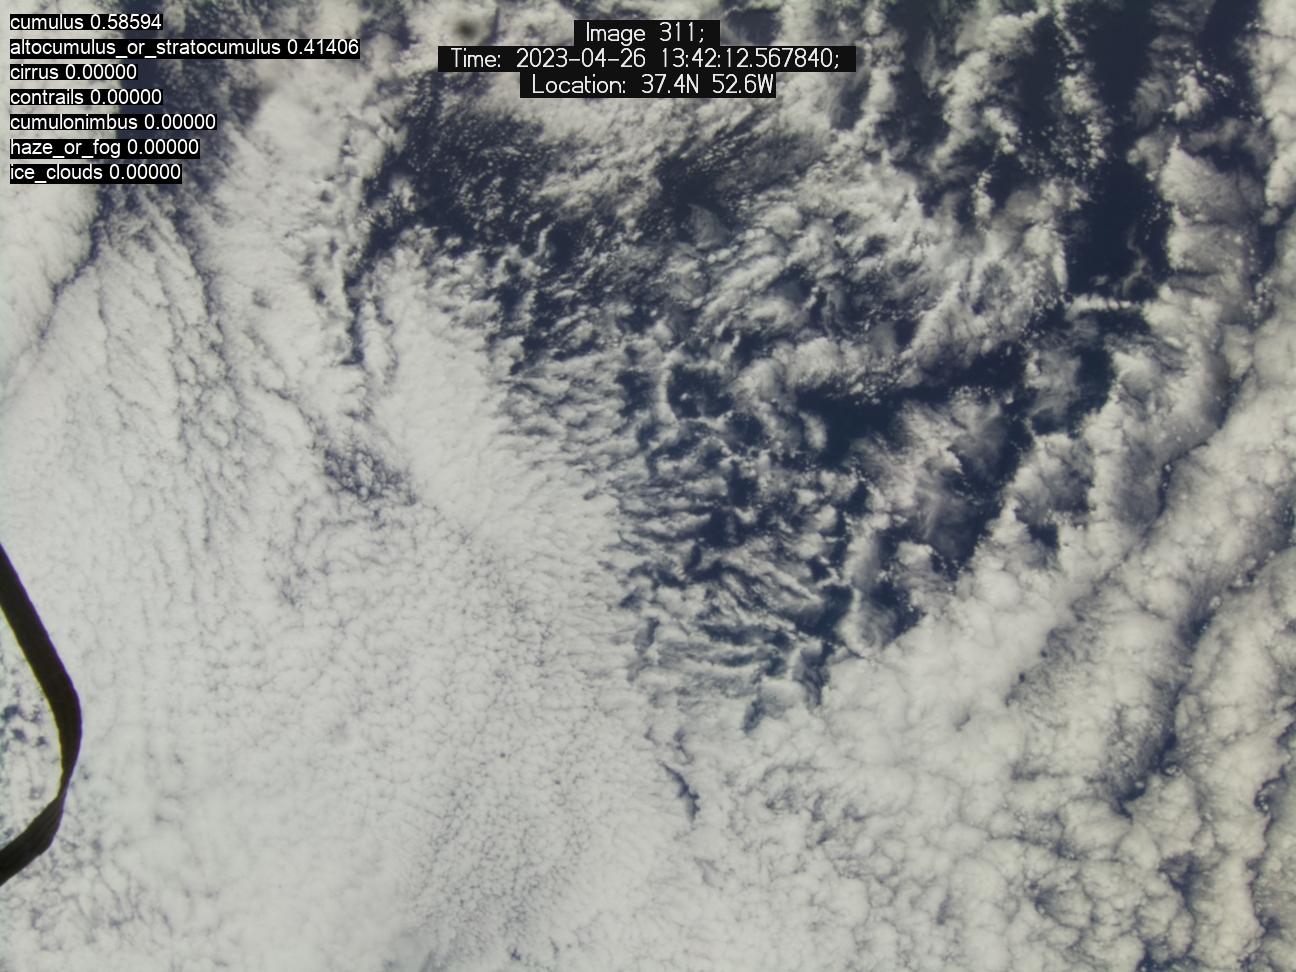 cumulus 0.58594
altocumulus_or_stratocumulus 0.41406
cirrus 0.00000
contrails 0.00000
cumulonimbus 0.00000
haze_or_fog 0.00000
ice_clouds 0.00000
Image 311;
Time: 2023-04-26 13:42:12.567840;
Location: 37.4N 52.6W